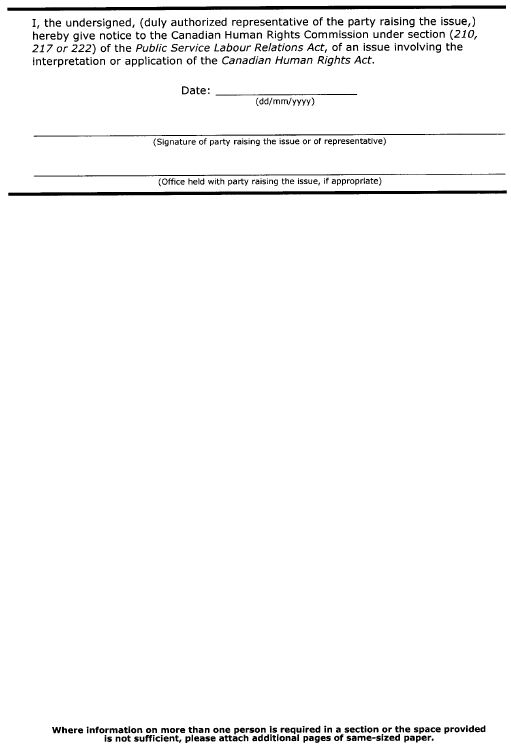 I, the undersigned, (duly authorized representative of the party raising the issue,)
hereby give notice to the Canadian Human Rights Commission under section (210,
217 or 222) of the Public Service Labour Relations Act, of an issue involving the
interpretation or application of the Canadian Human Rights Act.
Date: ____________________
(dd/mm/yyyy)
(Signature of party raising the issue or of representative)
(Office held with party raising the issue, if appropriate)
Where information on more than one person is required in a section or the space provided
is not sufficient, please attach additional pages of same-sized paper.